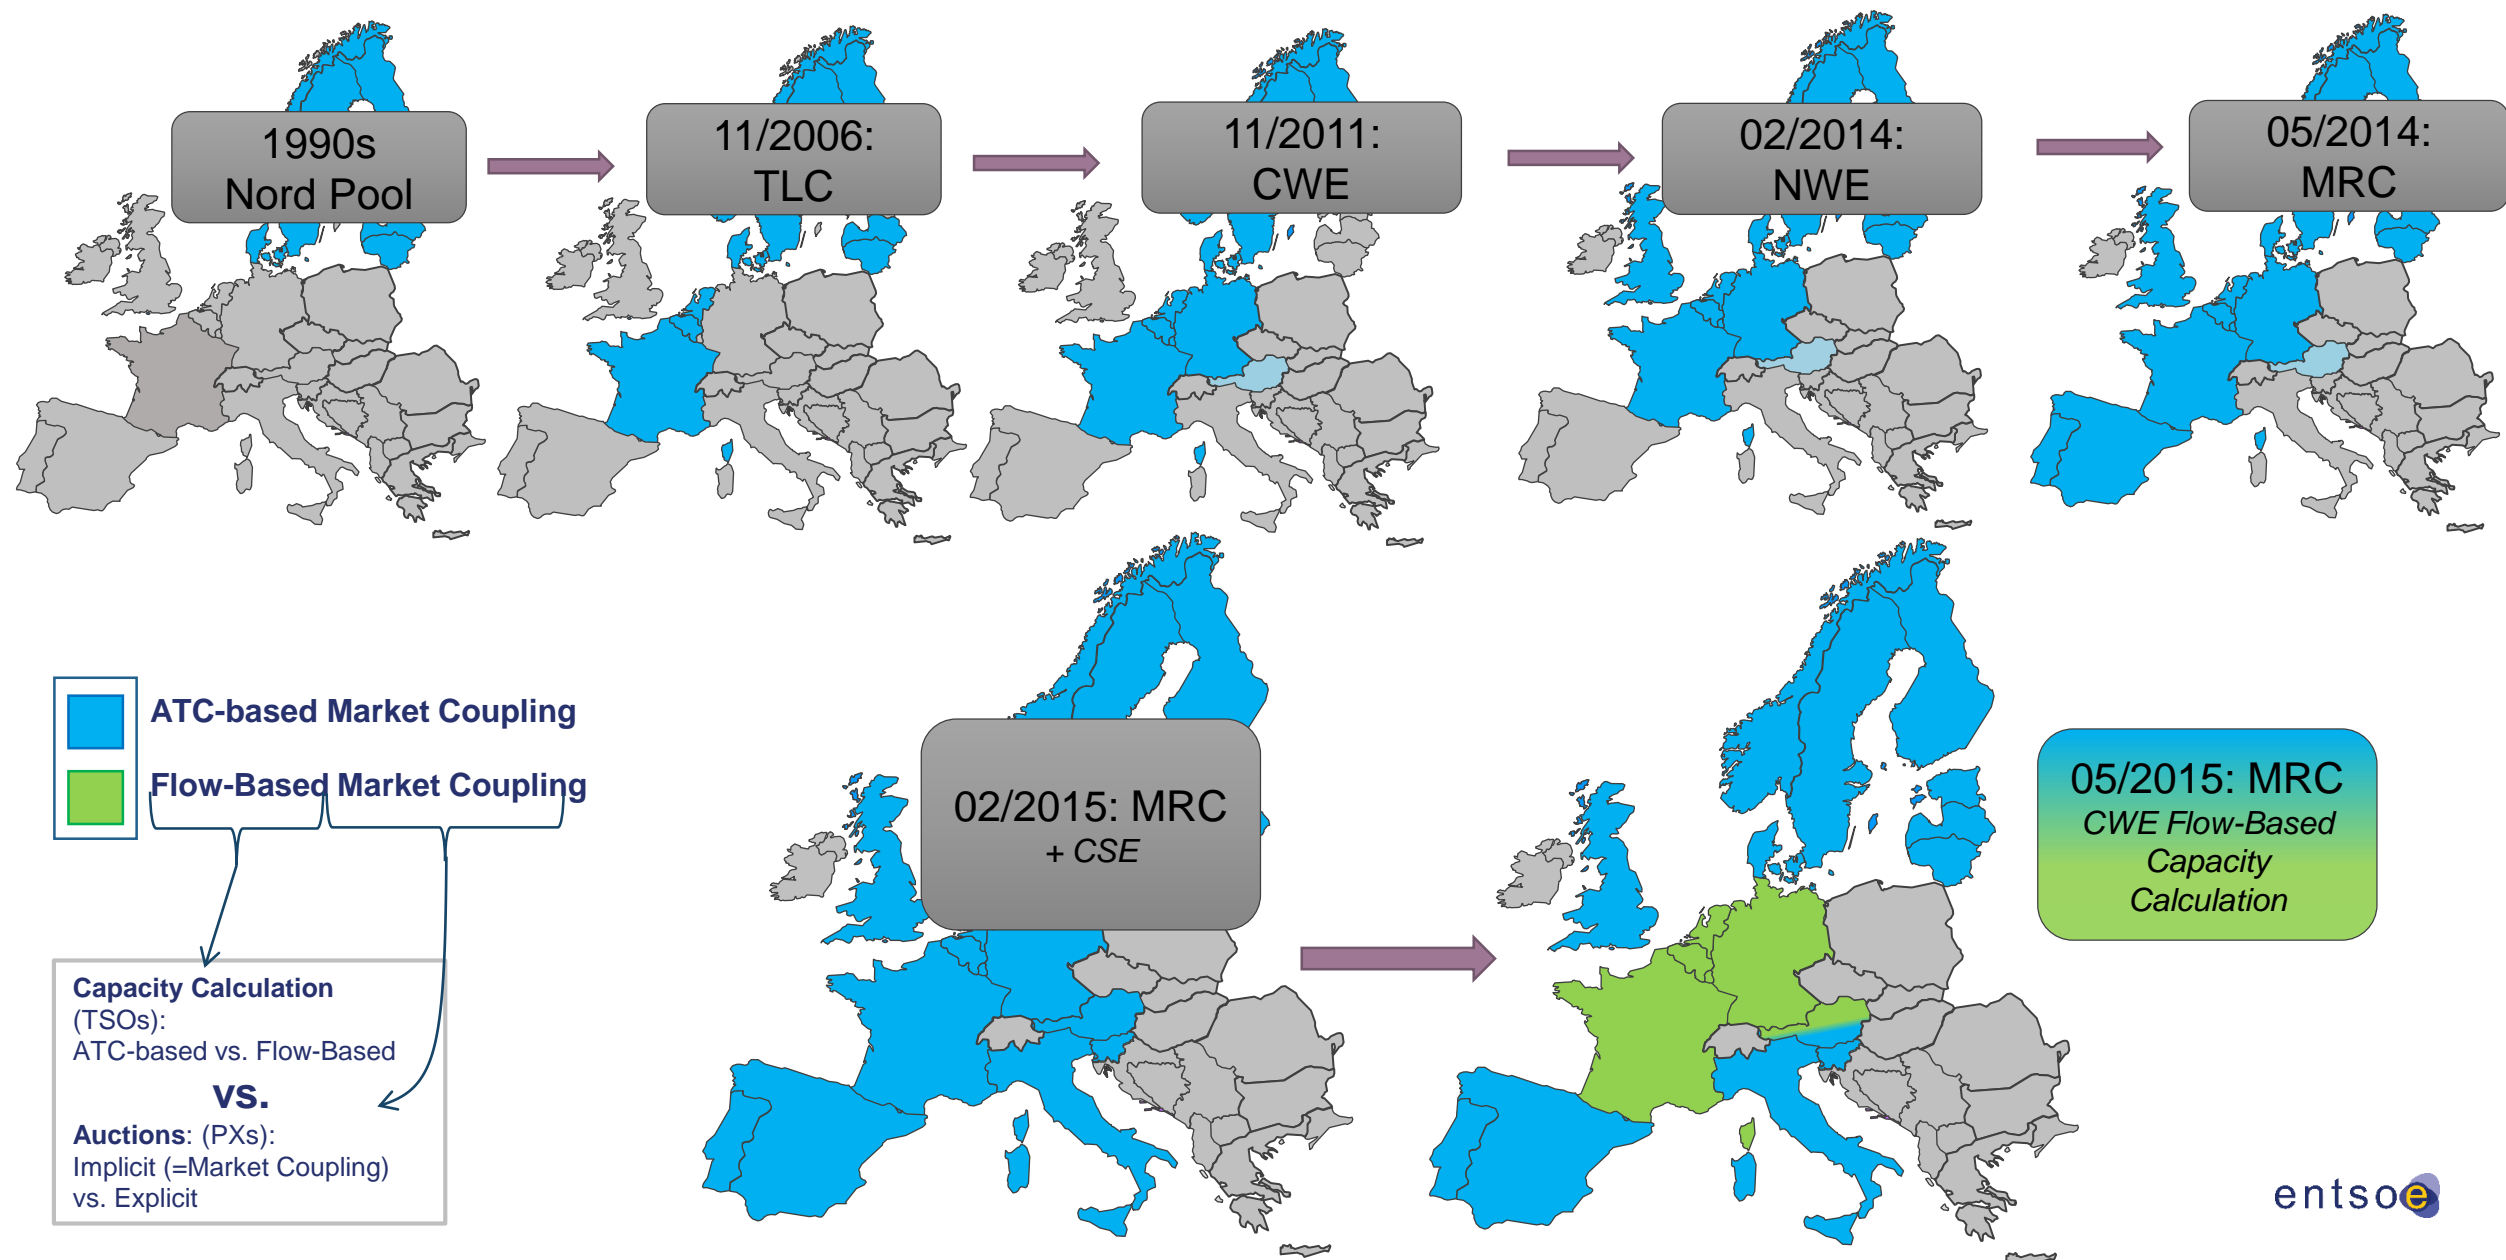 1990s
Nord Pool
11/2006:
TLC
11/2011:
CWE
02/2014:
NWE
05/2014:
MRC
ATC-based Market Coupling
Flow-Based Market Coupling
Capacity Calculation
(TSOs):
ATC-based vs. Flow-Based
vs.
Auctions: (PXs):
Implicit (=Market Coupling)
vs. Explicit
02/2015: MRC
+ CSE
05/2015: MRC
CWE Flow-Based
Capacity
Calculation
entsoe